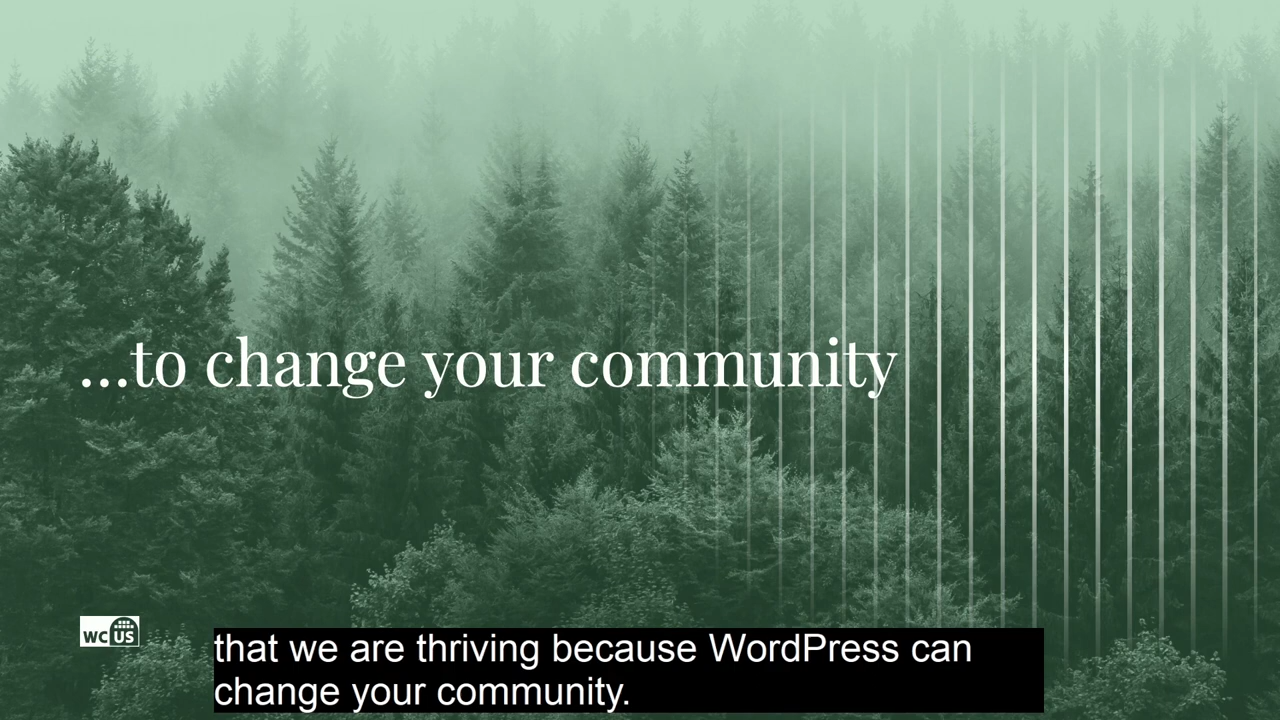 ...to change your community
WC US
that we are thriving because WordPress can
change your community.